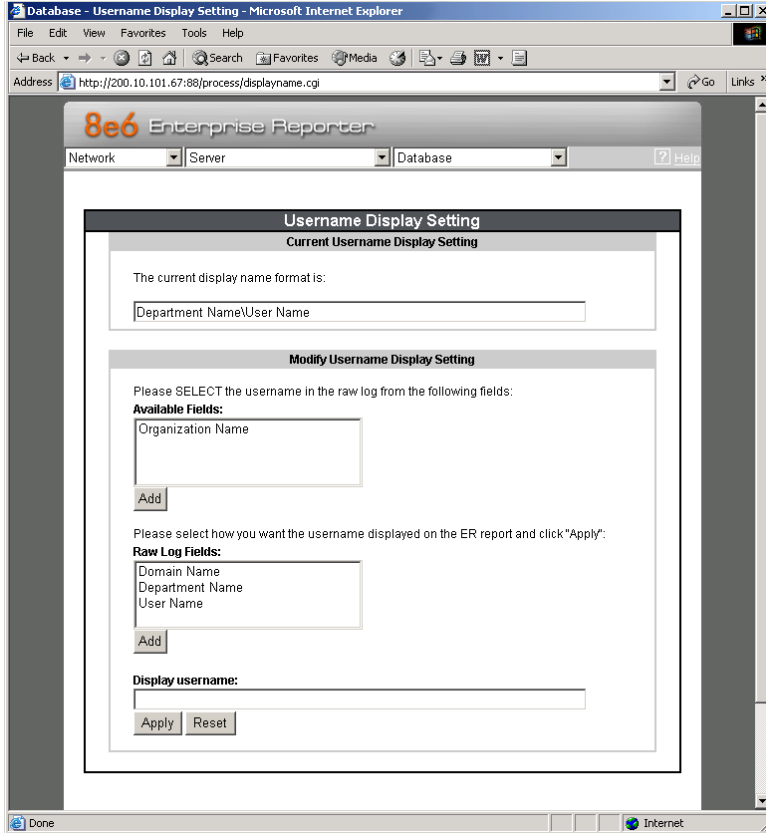 Database - Username Display Setting - Microsoft Internet Explorer
File Edit View Favorites Tools Help
Back Search Favorites Media
Address http://200.10.101.67:88/process/displayname.cgi Go Links »
8e6 Enterprise Reporter
Network Server Database ? Help
Username Display Setting
Current Username Display Setting
The current display name format is:
Department Name\User Name
Modify Username Display Setting
Please SELECT the username in the raw log from the following fields:
Available Fields:
Organization Name
Add
Please select how you want the username displayed on the ER report and click "Apply":
Raw Log Fields:
Domain Name
Department Name
User Name
Add
Display username:
Apply Reset
Done Internet